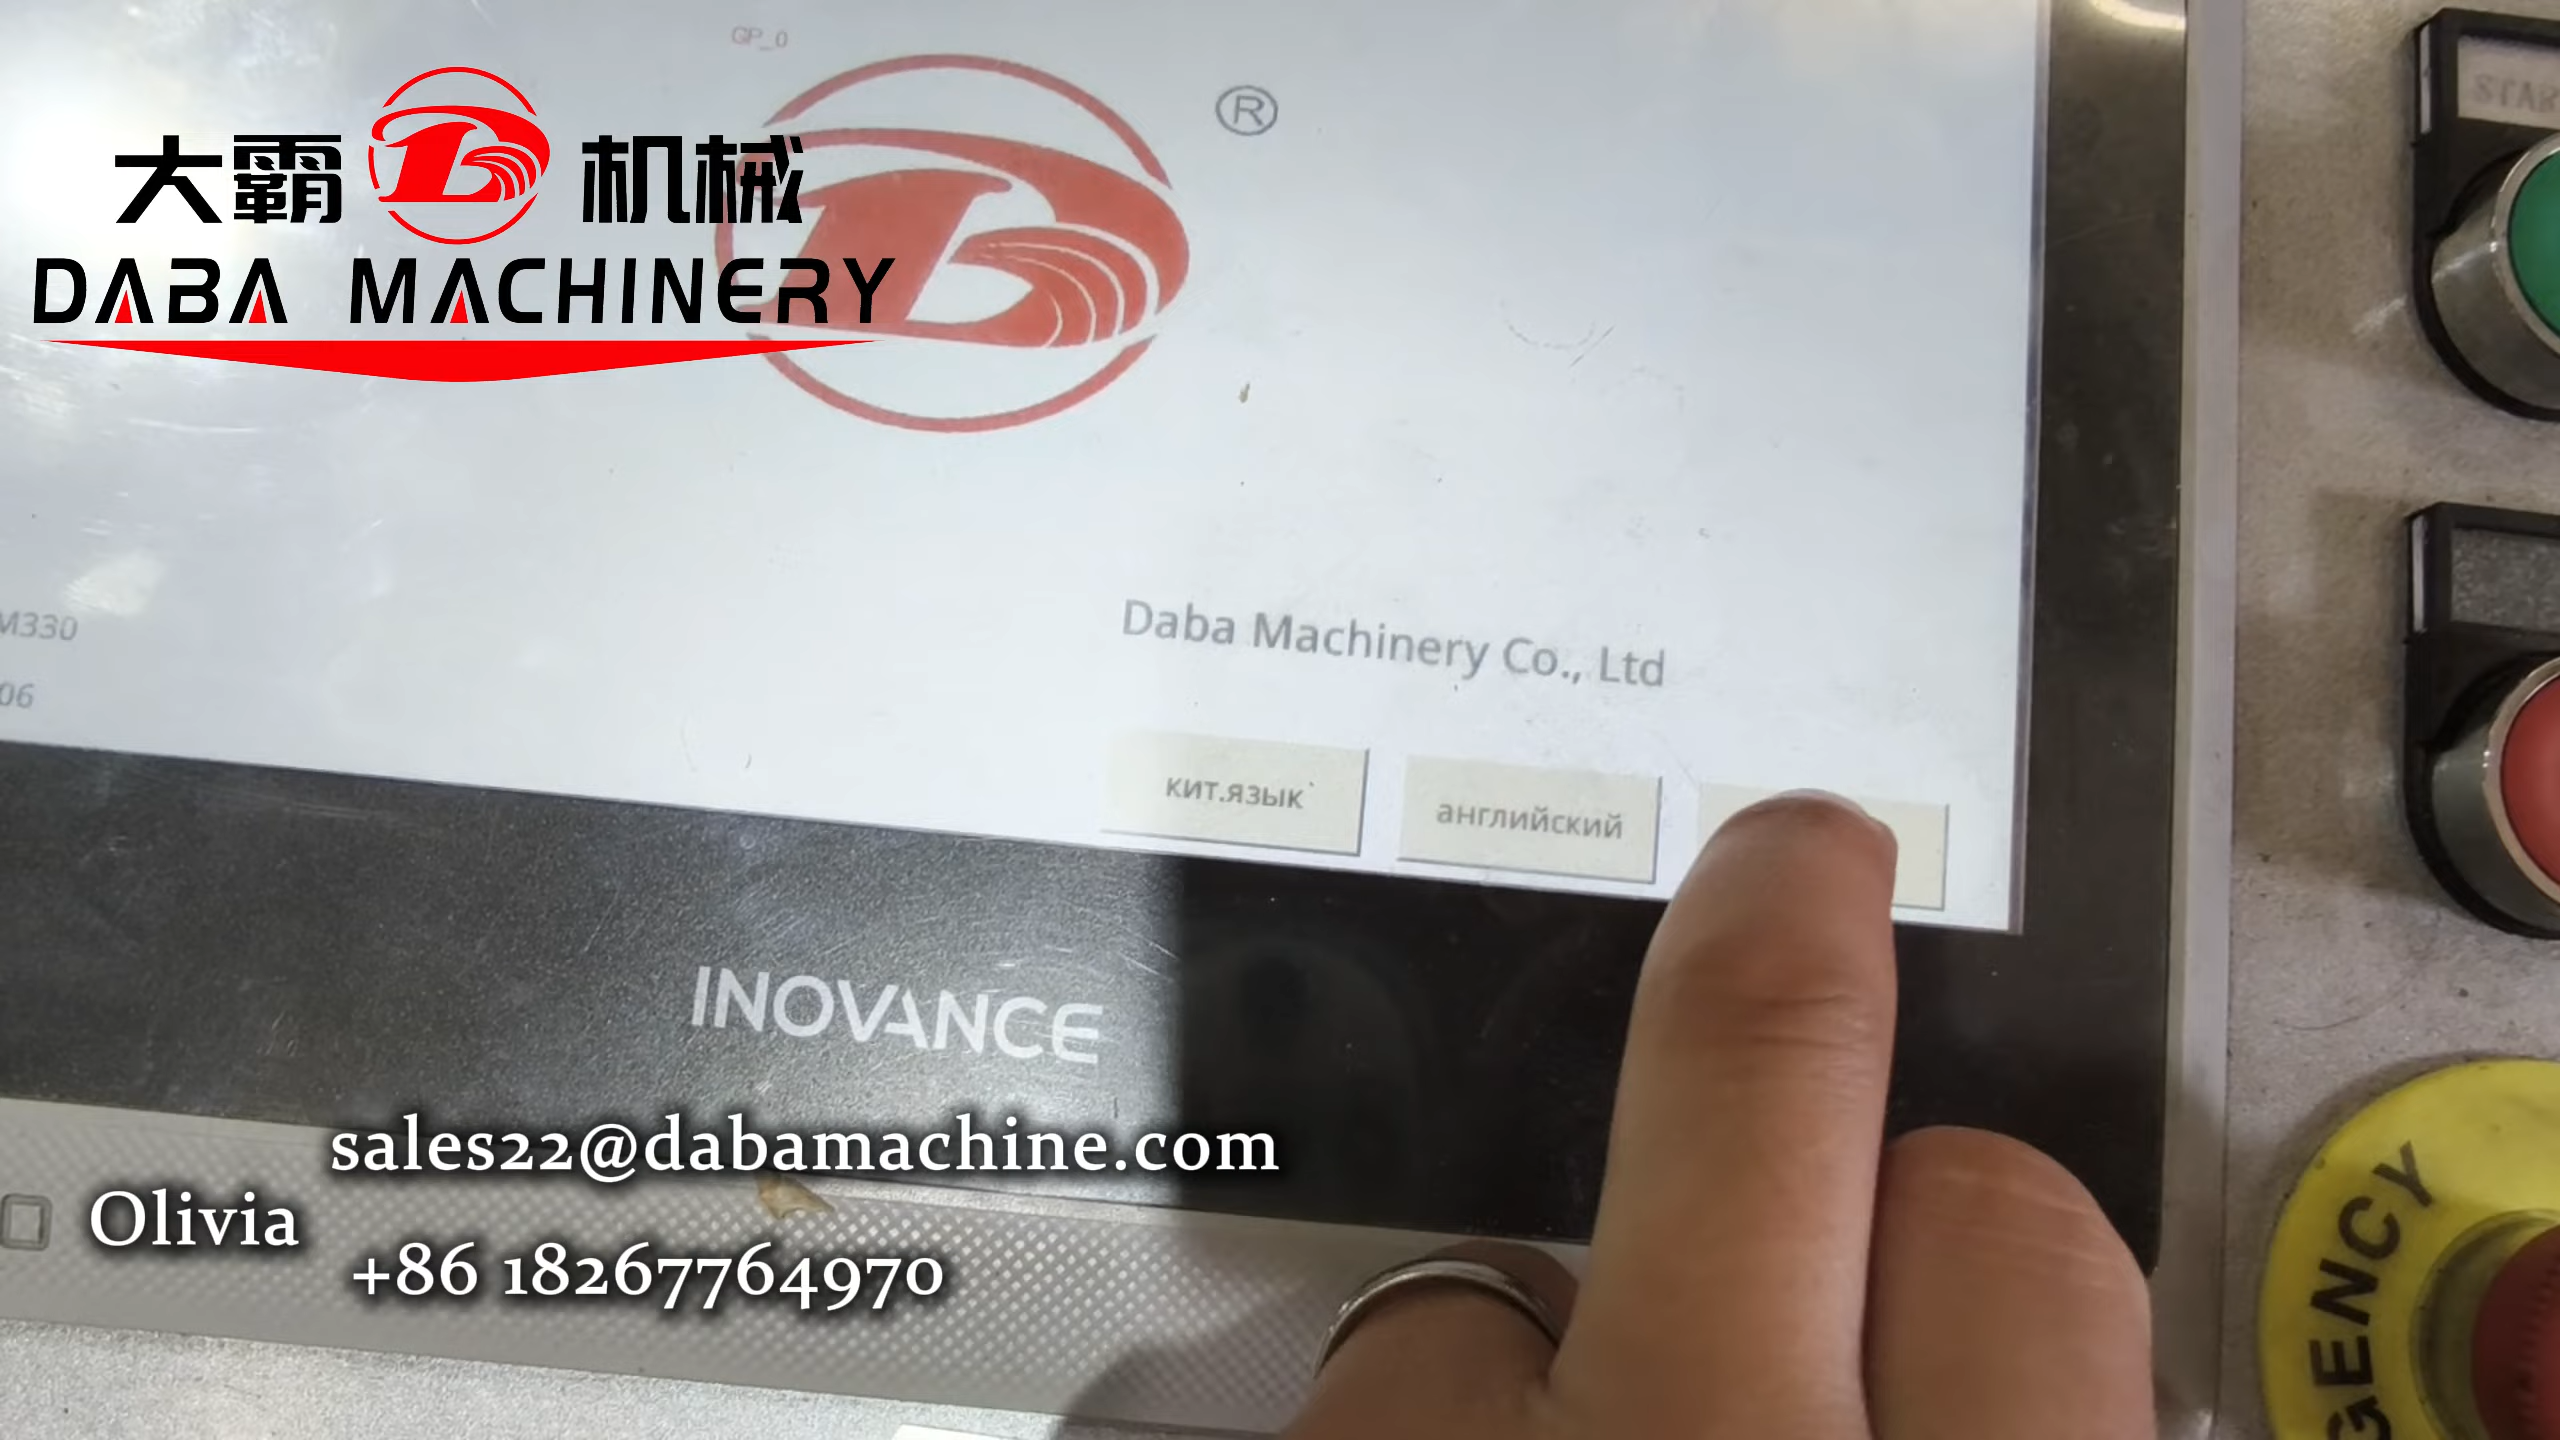 GP_0
®
大霸 机械
DABA MACHINERY
M330
06
Daba Machinery Co., Ltd
кит.язык
английский
INOVANCE
sales22@dabamachine.com
Olivia
+86 18267764970
STAR
GENCY